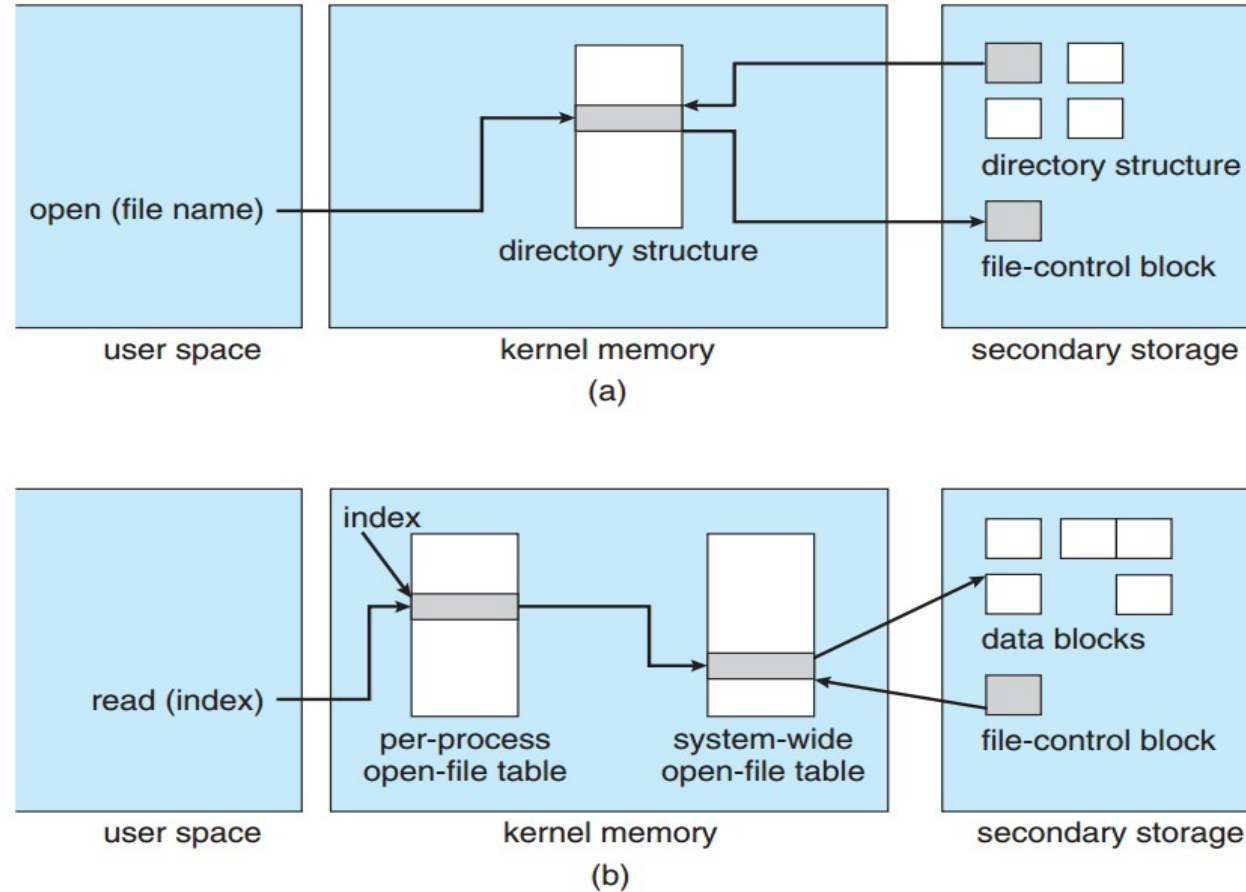 open (file name)
directory structure
directory structure
file-control block
user space
kernel memory
secondary storage
(a)
index
read (index)
per-process
open-file table
system-wide
open-file table
data blocks
file-control block
user space
kernel memory
secondary storage
(b)